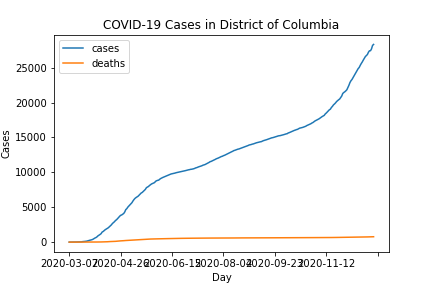 COVID-19 Cases in District of Columbia
cases
deaths
25000
20000
15000
10000
5000
0
Cases
2020-03-07 2020-04-26 2020-06-15 2020-08-04 2020-09-23 2020-11-12
Day